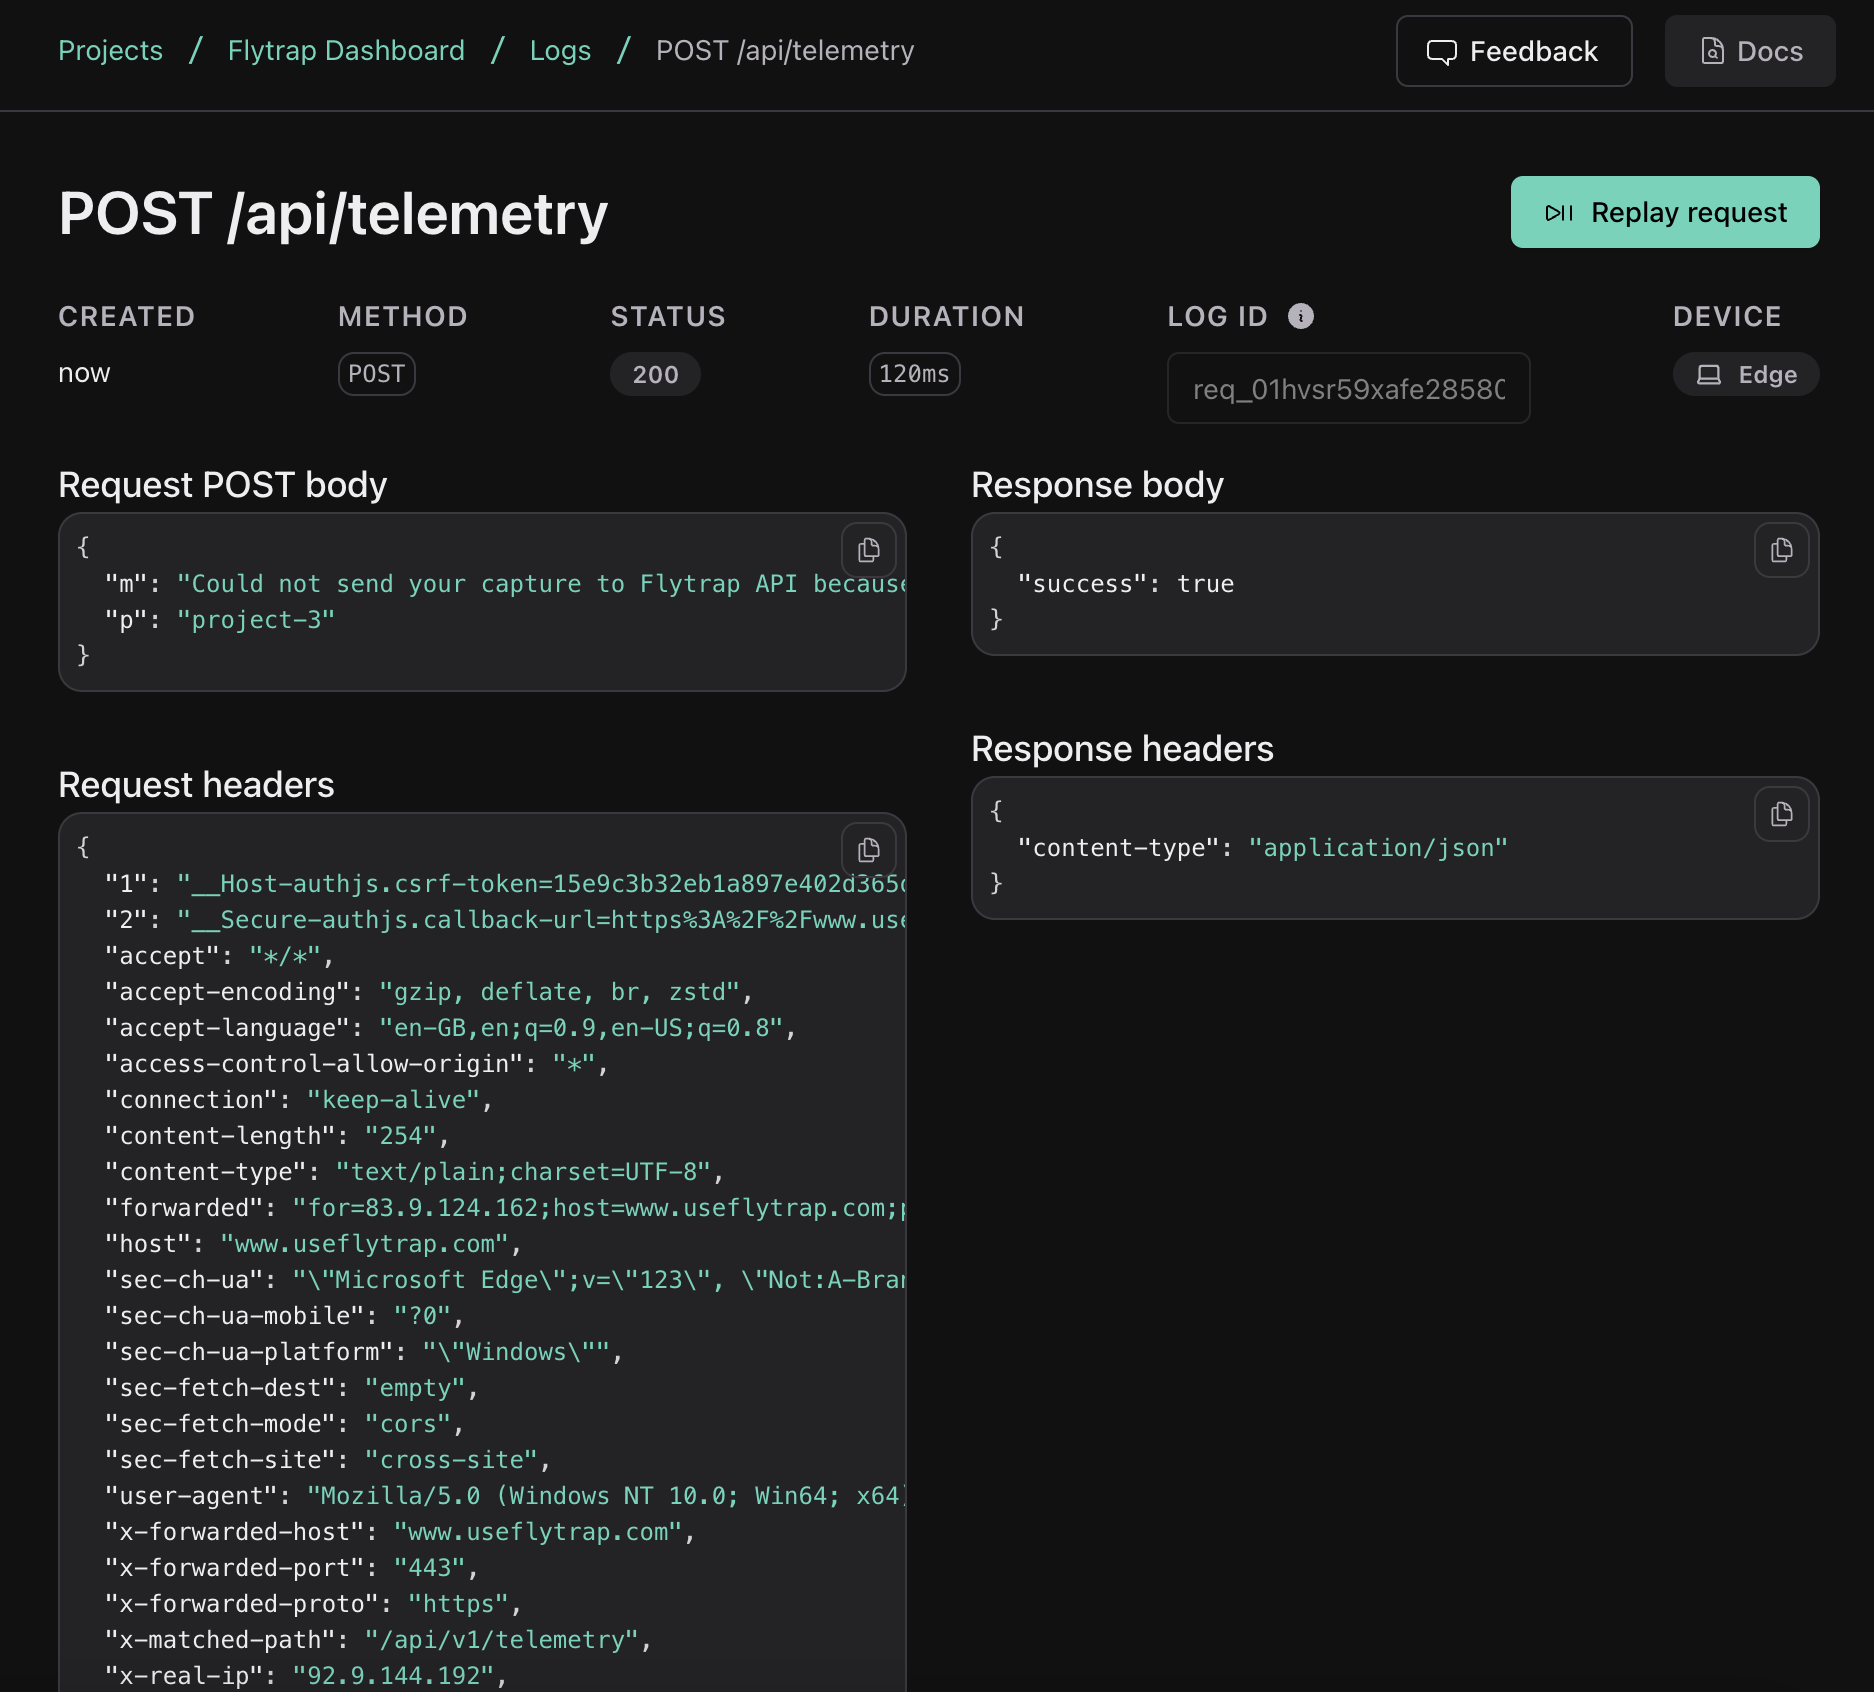 Projects / Flytrap Dashboard / Logs / POST /api/telemetry
Feedback
Docs
POST /api/telemetry
Replay request
CREATED
now
METHOD
POST
STATUS
200
DURATION
120ms
LOG ID
req_01hvsr59xafe28580
DEVICE
Edge
Request POST body
{
"m": "Could not send your capture to Flytrap API because
"p": "project-3"
}
Request headers
{
"1": "__Host-authjs.csrf-token=15e9c3b32eb1a897e402d365
"2": "__Secure-authjs.callback-url=https%3A%2F%2Fwww.use
"accept": "*/*",
"accept-encoding": "gzip, deflate, br, zstd",
"accept-language": "en-GB,en;q=0.9,en-US;q=0.8",
"access-control-allow-origin": "*",
"connection": "keep-alive",
"content-length": "254",
"content-type": "text/plain;charset=UTF-8",
"forwarded": "for=83.9.124.162;host=www.useflytrap.com;p
"host": "www.useflytrap.com",
"sec-ch-ua": "\"Microsoft Edge\";v=\"123\", \"Not:A-Bran
"sec-ch-ua-mobile": "?0",
"sec-ch-ua-platform": "\"Windows\"",
"sec-fetch-dest": "empty",
"sec-fetch-mode": "cors",
"sec-fetch-site": "cross-site",
"user-agent": "Mozilla/5.0 (Windows NT 10.0; Win64; x64)
"x-forwarded-host": "www.useflytrap.com",
"x-forwarded-port": "443",
"x-forwarded-proto": "https",
"x-matched-path": "/api/v1/telemetry",
"x-real-ip": "92.9.144.192",
Response body
{
"success": true
}
Response headers
{
"content-type": "application/json"
}